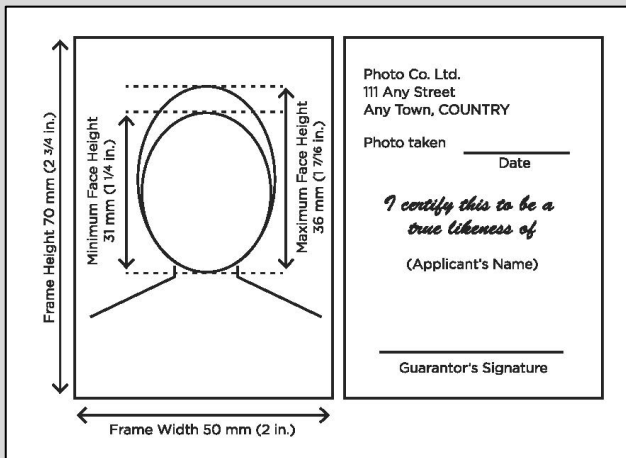 Frame Height 70 mm (2 3/4 in.)
Minimum Face Height
31 mm (1 1/4 in.)
Maximum Face Height
36 mm (1 7/16 in.)
Frame Width 50 mm (2 in.)
Photo Co. Ltd.
111 Any Street
Any Town, COUNTRY
Photo taken
Date
I certify this to be a
true likeness of
(Applicant's Name)
Guarantor's Signature